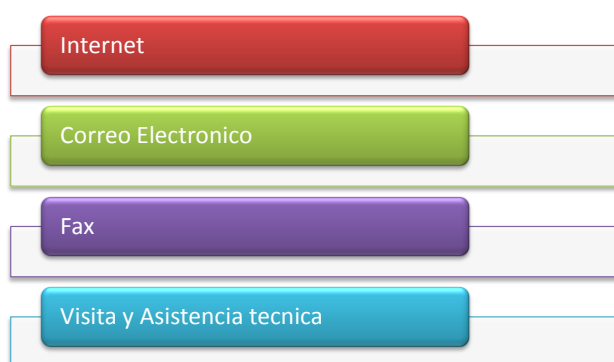 Internet
Correo Electronico
Fax
Visita y Asistencia tecnica